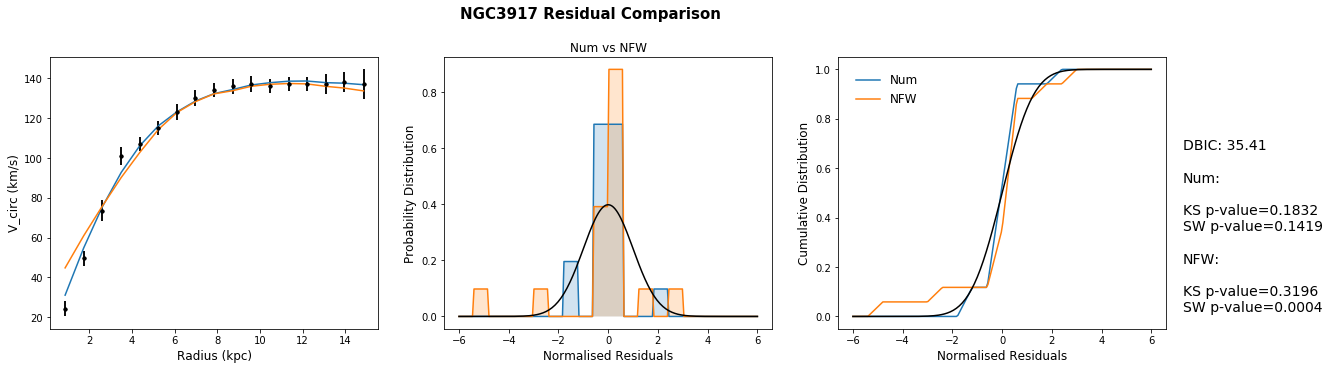 NGC3917 Residual Comparison
V_circ (km/s)
140
120
100
80
60
40
20
2 4 6 8 10 12 14
Radius (kpc)
Num vs NFW
Probability Distribution
0.8
0.6
0.4
0.2
0.0
−6 −4 −2 0 2 4 6
Normalised Residuals
Cumulative Distribution
1.0
0.8
0.6
0.4
0.2
0.0
Num
NFW
−6 −4 −2 0 2 4 6
Normalised Residuals
DBIC: 35.41
Num:
KS p-value=0.1832
SW p-value=0.1419
NFW:
KS p-value=0.3196
SW p-value=0.0004